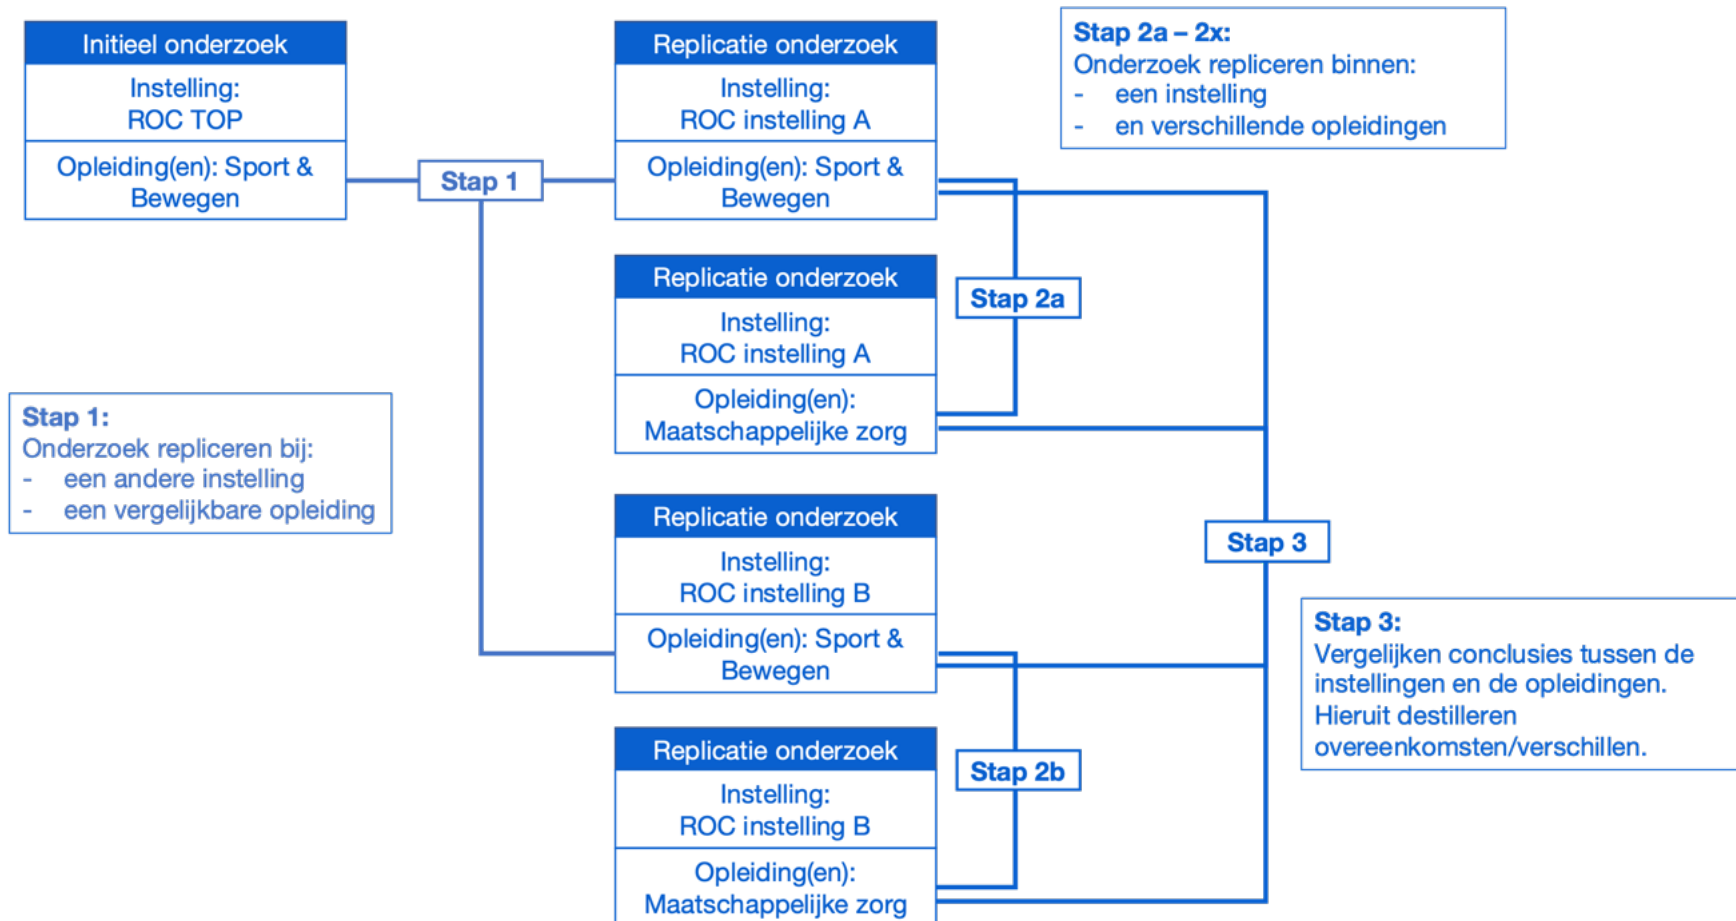 Initieel onderzoek
Instelling:
ROC TOP
Opleiding(en): Sport &
Bewegen
Stap 1
Replicatie onderzoek
Instelling:
ROC instelling A
Opleiding(en): Sport &
Bewegen
Stap 2a – 2x:
Onderzoek repliceren binnen:
- een instelling
- en verschillende opleidingen
Replicatie onderzoek
Instelling:
ROC instelling A
Opleiding(en):
Maatschappelijke zorg
Stap 2a
Stap 1:
Onderzoek repliceren bij:
- een andere instelling
- een vergelijkbare opleiding
Replicatie onderzoek
Instelling:
ROC instelling B
Opleiding(en): Sport &
Bewegen
Stap 3
Stap 3:
Vergelijken conclusies tussen de
instellingen en de opleidingen.
Hieruit destilleren
overeenkomsten/verschillen.
Replicatie onderzoek
Instelling:
ROC instelling B
Opleiding(en):
Maatschappelijke zorg
Stap 2b